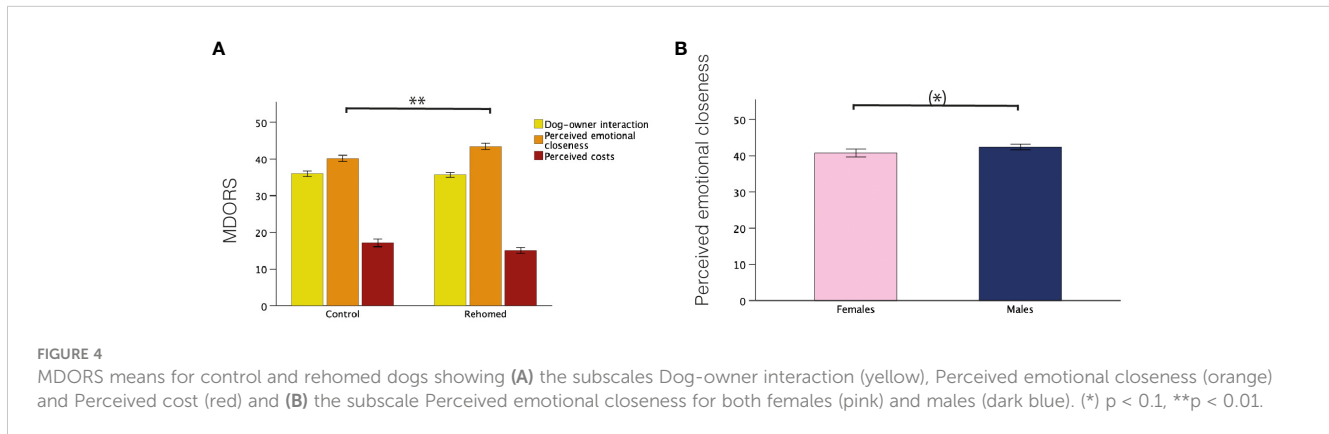 A
**
MDORS
50
40
30
20
10
0
Control
Rehomed
Dog-owner interaction
Perceived emotional
closeness
Perceived costs
B
(*)
Perceived emotional closeness
50
40
30
20
10
0
Females
Males
FIGURE 4
MDORS means for control and rehomed dogs showing (A) the subscales Dog-owner interaction (yellow), Perceived emotional closeness (orange)
and Perceived cost (red) and (B) the subscale Perceived emotional closeness for both females (pink) and males (dark blue). (*) p < 0.1, **p < 0.01.